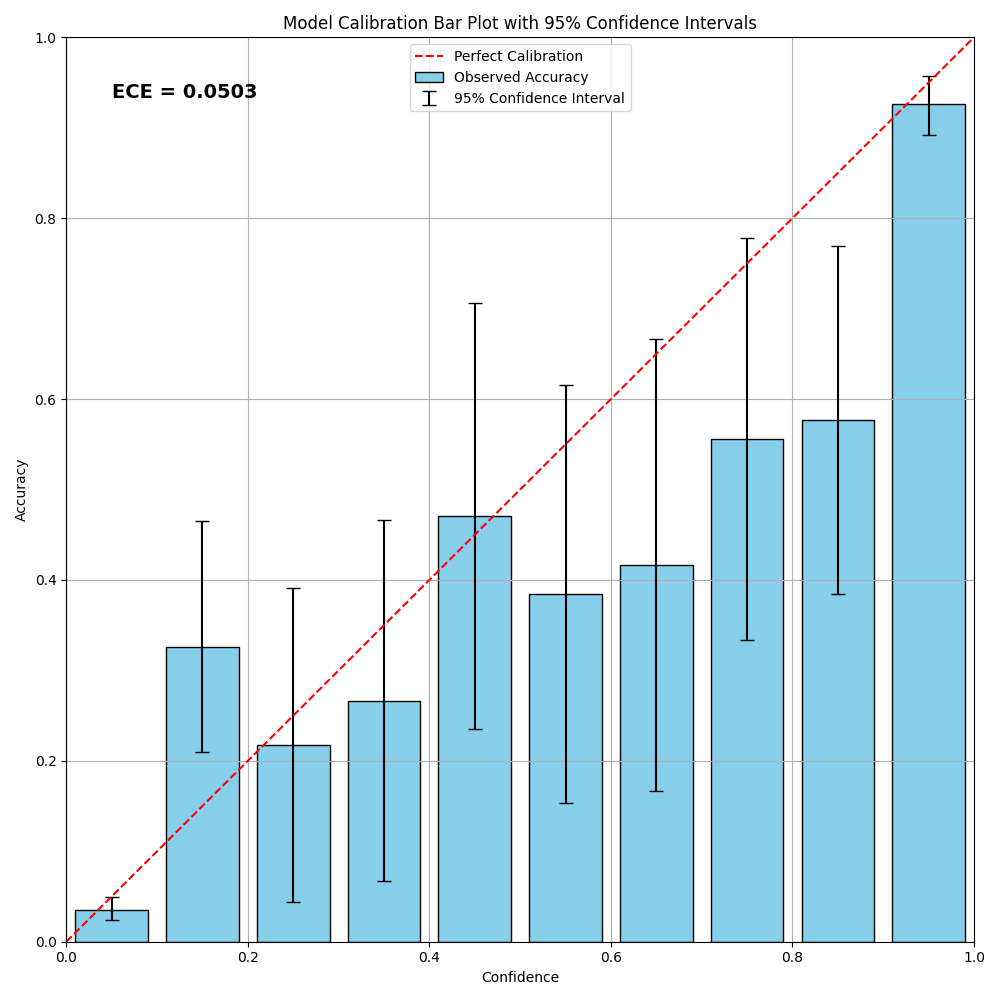 Model Calibration Bar Plot with 95% Confidence Intervals
Perfect Calibration
Observed Accuracy
95% Confidence Interval
ECE = 0.0503
1.0
0.8
0.6
0.4
0.2
0.0
Accuracy
0.0 0.2 0.4 0.6 0.8 1.0
Confidence